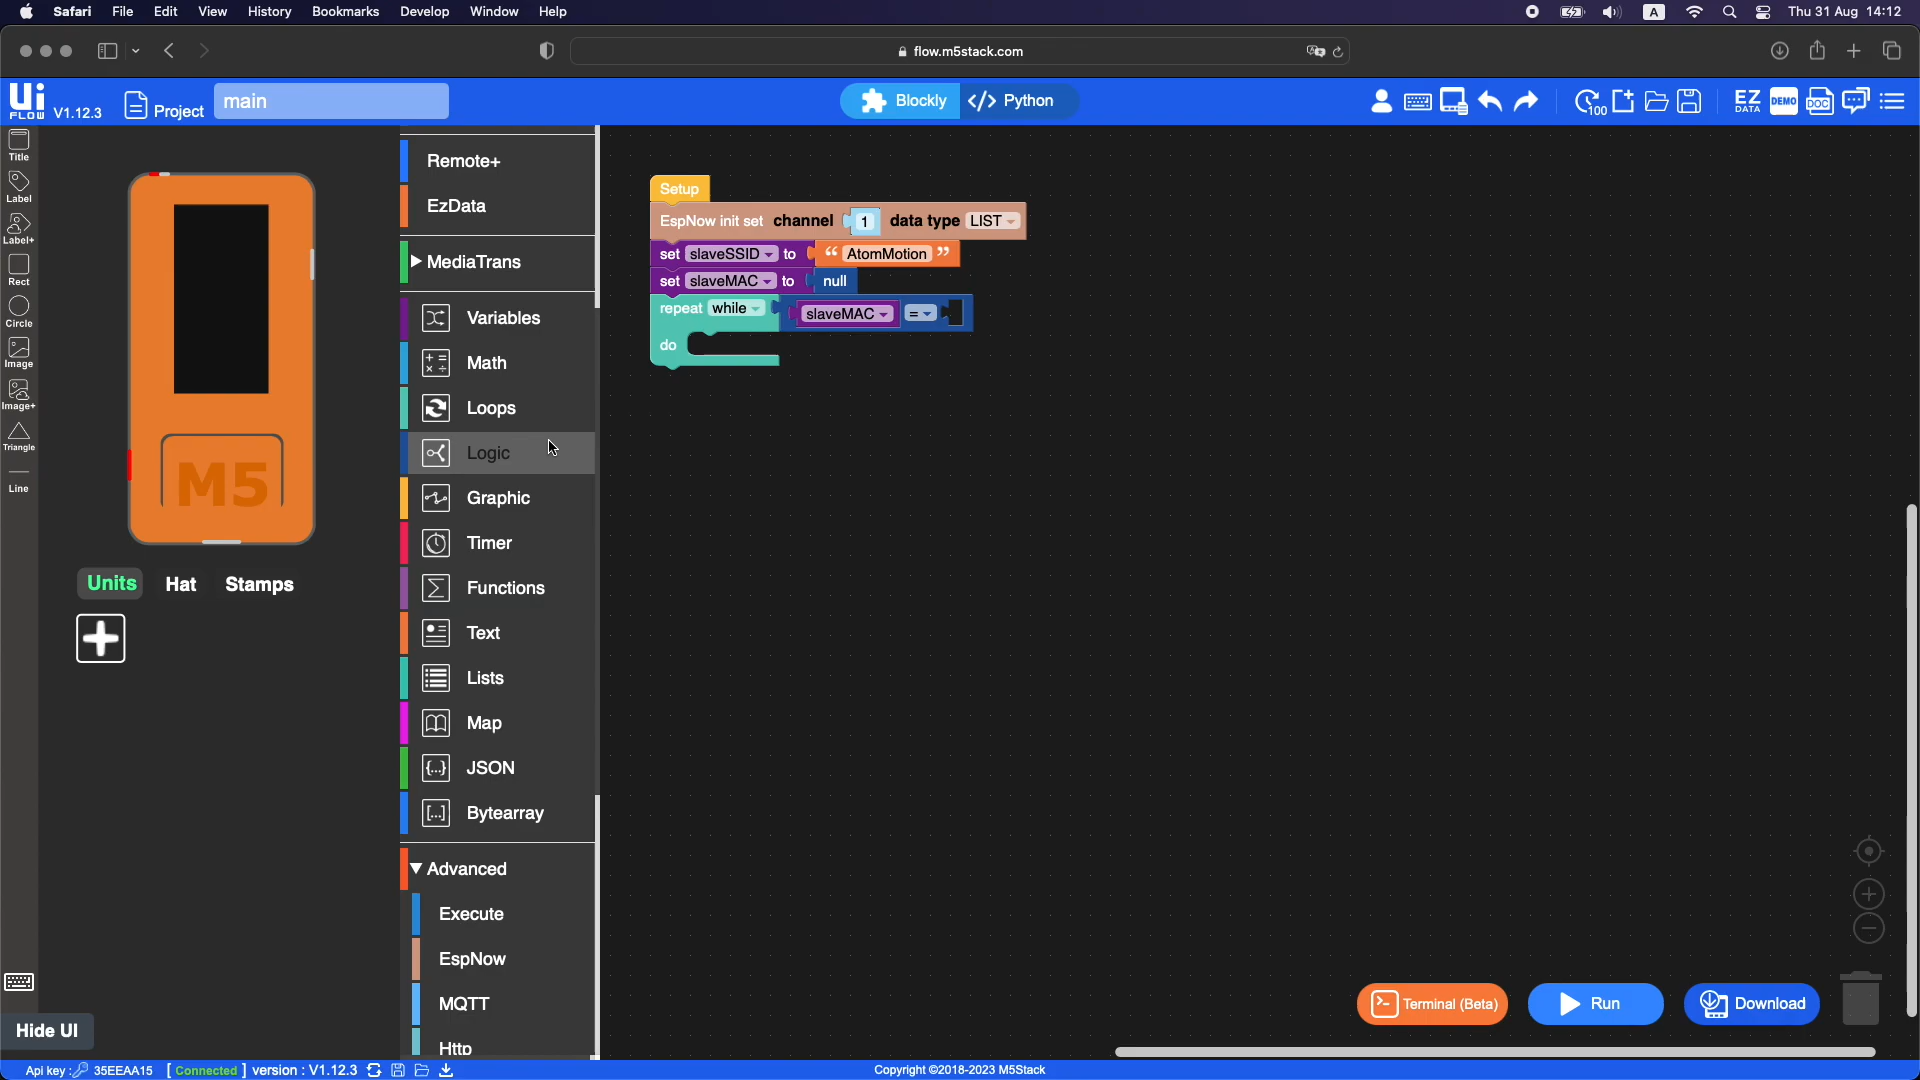 Safari File Edit View History Bookmarks Develop Window Help
A Thu 31 Aug 14:12
flow.m5stack.com
Ui FLOW V1.12.3 Project main
Blockly </> Python
100 EZ DATA DEMO DOC
Title
Label
Label+
Rect
Circle
Image
Image+
Triangle
Line
M5
Units Hat Stamps
Hide UI
Remote+
EzData
MediaTrans
Variables
Math
Loops
Logic
Graphic
Timer
Functions
Text
Lists
Map
JSON
Bytearray
Advanced
Execute
EspNow
MQTT
Http
Setup
EspNow init set channel 1 data type LIST
set slaveSSID to “ AtomMotion ”
set slaveMAC to null
repeat while slaveMAC =
do
Terminal (Beta) Run Download
Api key : 35EEAA15 [ Connected ] version : V1.12.3
Copyright ©2018-2023 M5Stack